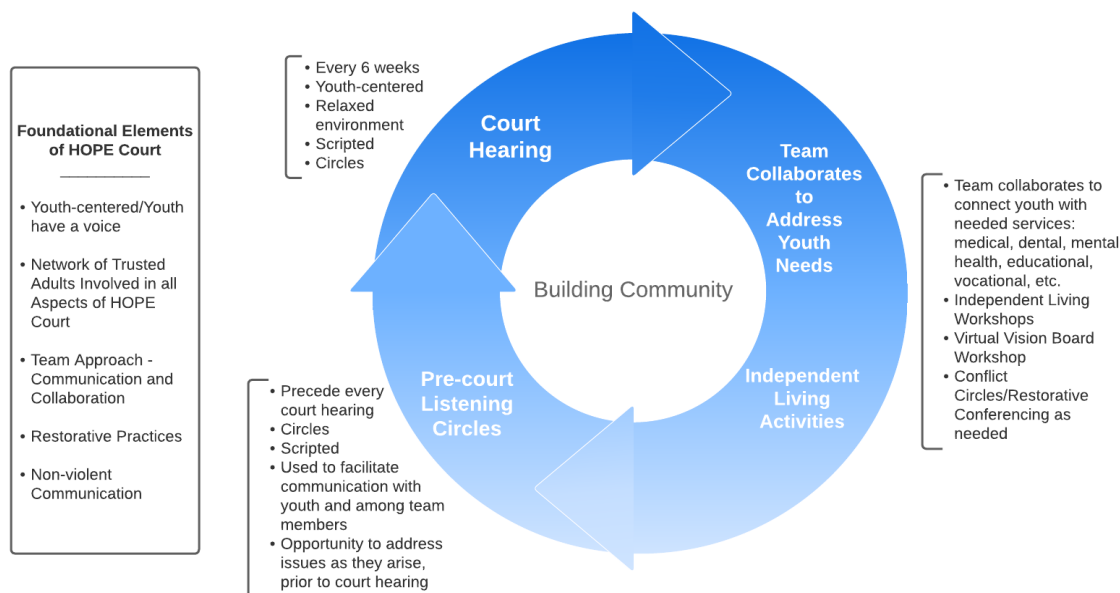 Foundational Elements
of HOPE Court
___________
• Youth-centered/Youth
have a voice
• Network of Trusted
Adults Involved in all
Aspects of HOPE
Court
• Team Approach -
Communication and
Collaboration
• Restorative Practices
• Non-violent
Communication
• Every 6 weeks
• Youth-centered
• Relaxed
environment
• Scripted
• Circles
Court
Hearing
Team
Collaborates
to
Address
Youth
Needs
• Team collaborates to
connect youth with
needed services:
medical, dental, mental
health, educational,
vocational, etc.
• Independent Living
Workshops
• Virtual Vision Board
Workshop
• Conflict
Circles/Restorative
Conferencing as
needed
Building Community
Independent
Living
Activities
Pre-court
Listening
Circles
• Precede every
court hearing
• Circles
• Scripted
• Used to facilitate
communication with
youth and among team
members
• Opportunity to address
issues as they arise,
prior to court hearing